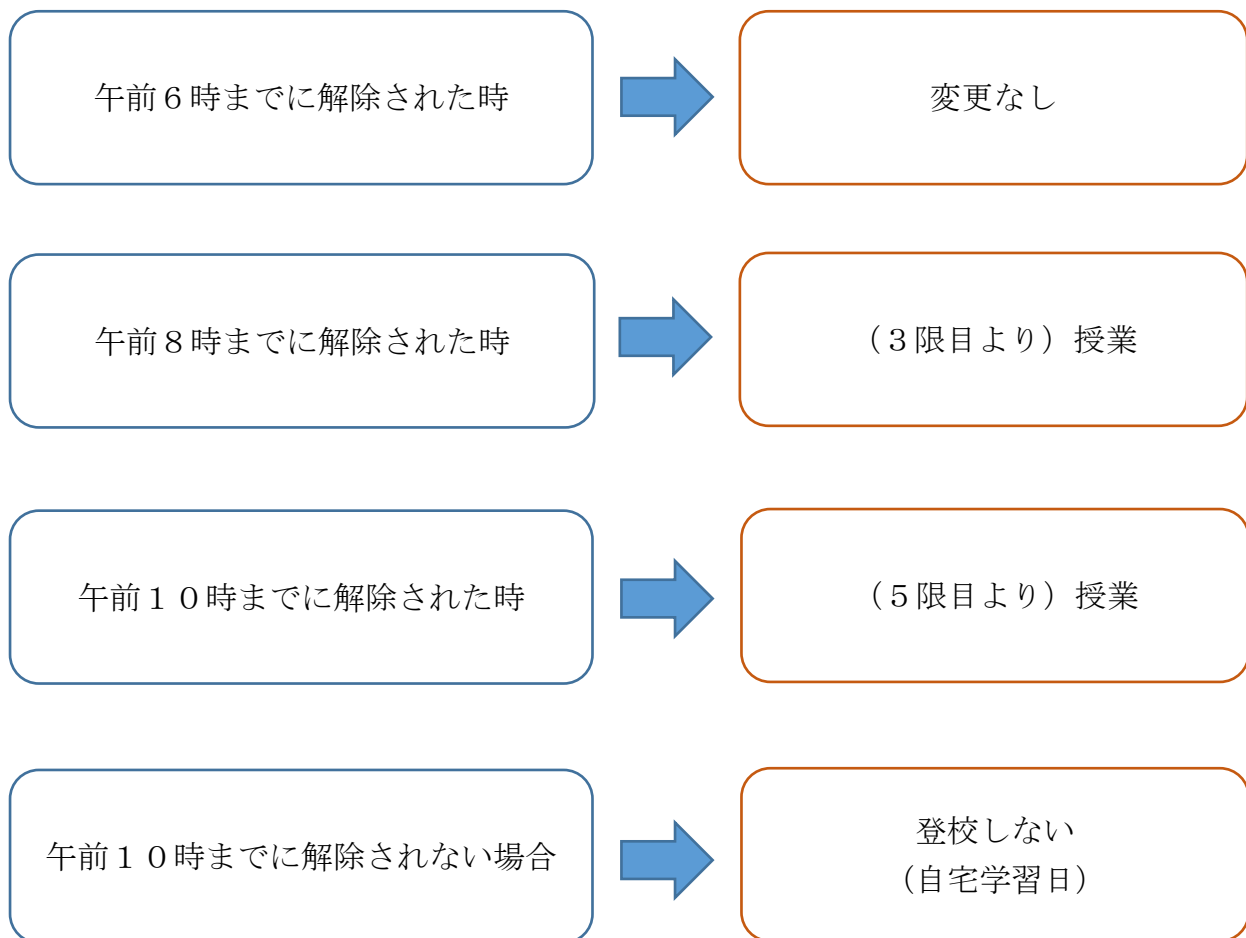 午前６時までに解除された時
変更なし
午前８時までに解除された時
（３限目より）授業
午前１０時までに解除された時
（５限目より）授業
午前１０時までに解除されない場合
登校しない
（自宅学習日）